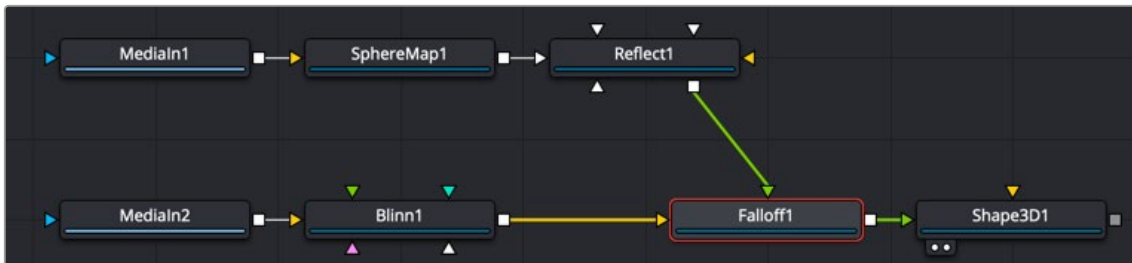 MediaIn1
SphereMap1
Reflect1
MediaIn2
Blinn1
Falloff1
Shape3D1